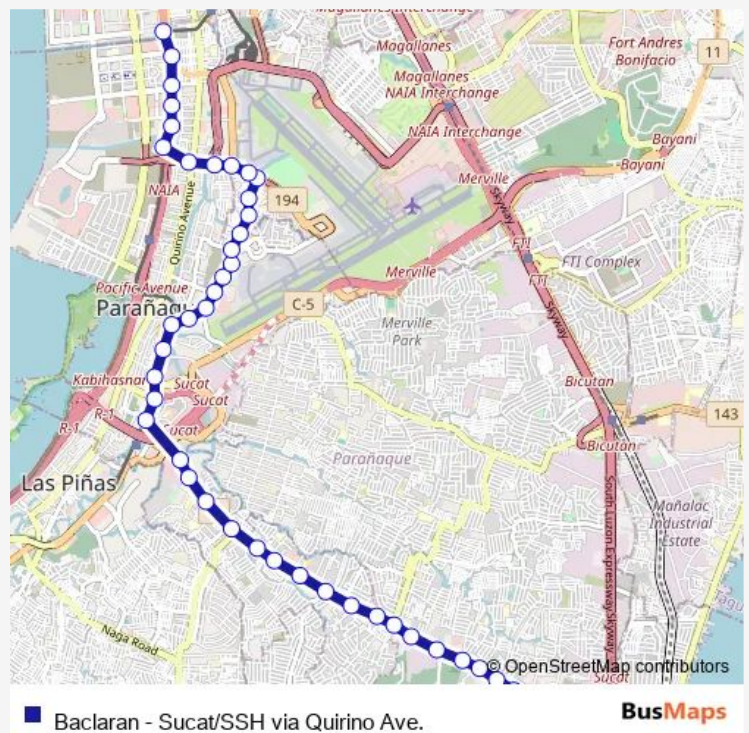 Magallanes Interchange
Magallanes
Fort Andres
Bonifacio
11
Magallanes
NAIA Interchange
NAIA Interchange
Bayani
Bayani
Merville
NAIA
194
Quirino Avenue
Skyway
FTI
FTI Complex
FTI
Merville
Pacific Avenue
Parañaqu
C-5
Skyway
Merville
Park
Kabihasnan
Sucat
Sucat
Bicutan
R-1
R-1
Sucat
143
Bicutan
Las Piñas
Parañaque
Mañalac
Industrial
Estate
South Luzon Expressway
Skyway
Naga Road
© OpenStreetMap contributors
Sucat
Baclaran - Sucat/SSH via Quirino Ave.
BusMaps